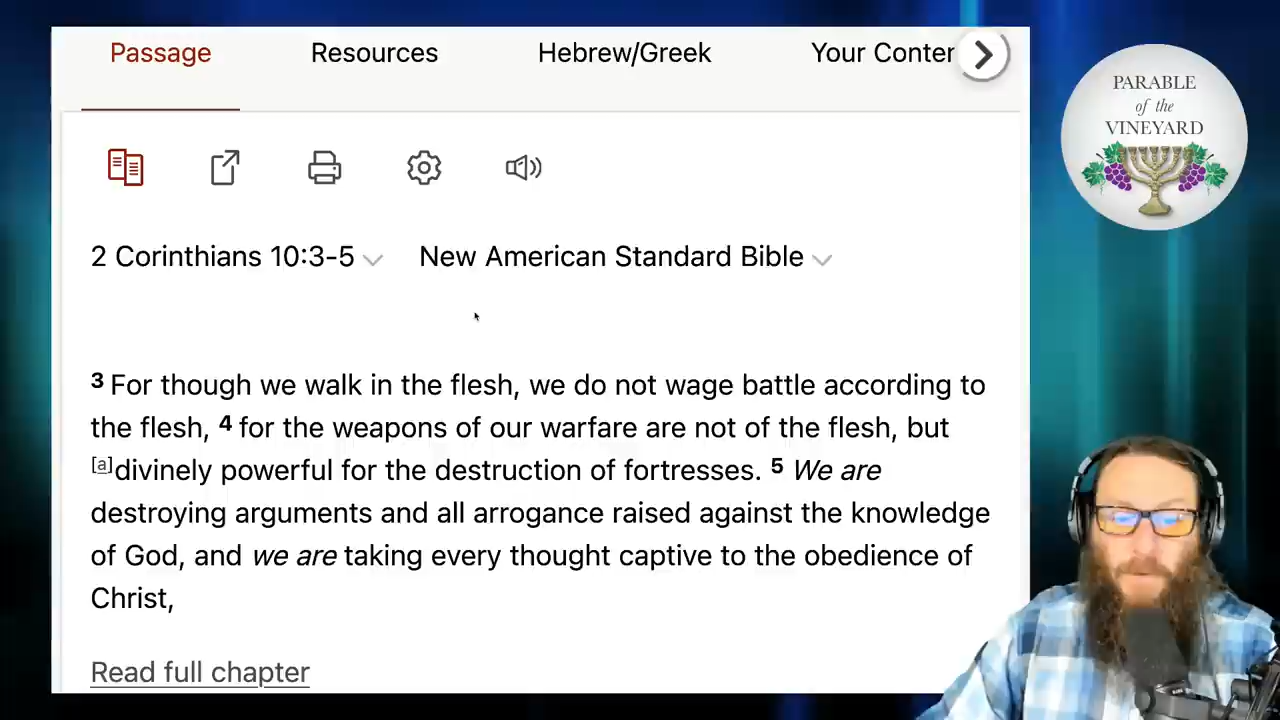 Passage
Resources
Hebrew/Greek
Your Conter
PARABLE
of the
VINEYARD
2 Corinthians 10:3-5
New American Standard Bible
3 For though we walk in the flesh, we do not wage battle according to
the flesh, 4 for the weapons of our warfare are not of the flesh, but
[a]divinely powerful for the destruction of fortresses. 5 We are
destroying arguments and all arrogance raised against the knowledge
of God, and we are taking every thought captive to the obedience of
Christ,
Read full chapter